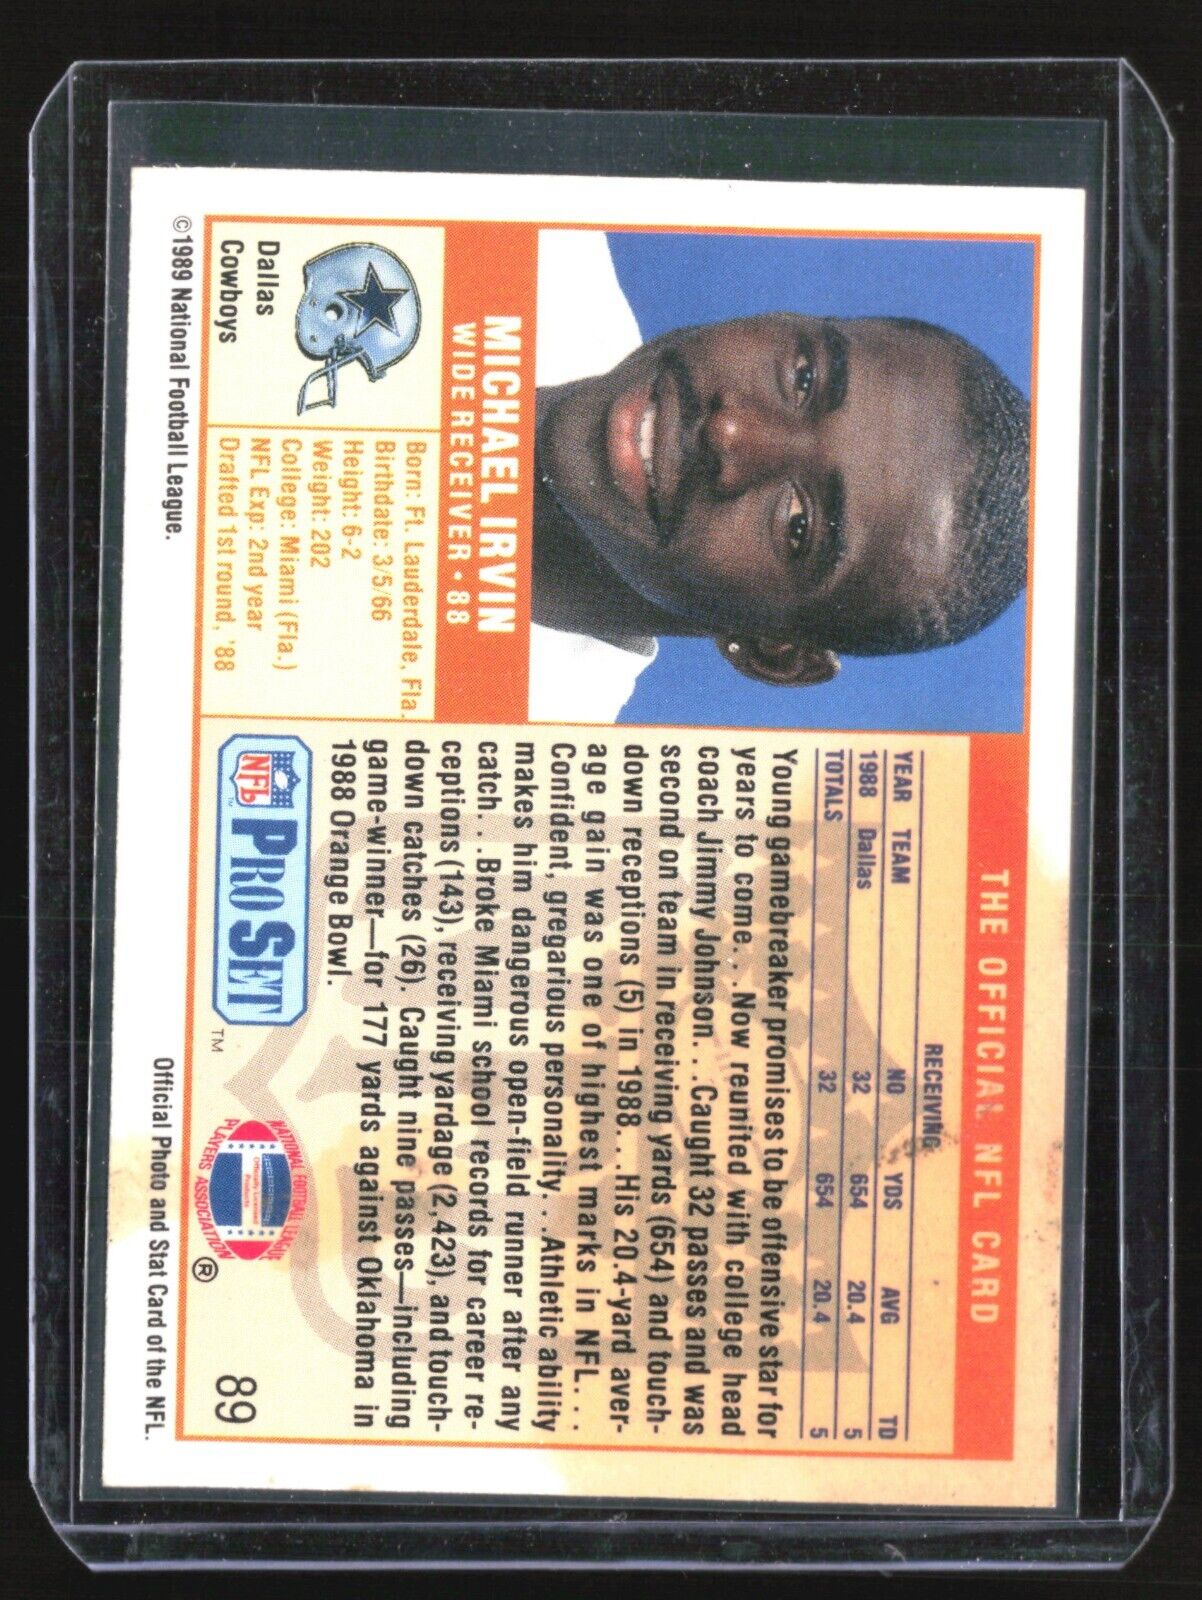 THE OFFICIAL NFL CARD
MICHAEL IRVIN
WIDE RECEIVER • 88
Dallas
Cowboys
Born: Ft. Lauderdale, Fla.
Birthdate: 3/5/66
Height: 6-2
Weight: 202
College: Miami (Fla.)
NFL Exp: 2nd year
Drafted 1st round, '88
RECEIVING
YEAR TEAM NO YDS AVG TD
1988 Dallas 32 654 20.4 5
TOTALS 32 654 20.4 5
Young gamebreaker promises to be offensive star for
years to come. . .Now reunited with college head
coach Jimmy Johnson. . .Caught 32 passes and was
second on team in receiving yards (654) and touch-
down receptions (5) in 1988. . .His 20.4-yard aver-
age gain was one of highest marks in NFL. . .
Confident, gregarious personality. . .Athletic ability
makes him dangerous open-field runner after any
catch. . .Broke Miami school records for career re-
ceptions (143), receiving yardage (2,423), and touch-
down catches (26). Caught nine passes—including
game-winner—for 177 yards against Oklahoma in
1988 Orange Bowl.
NFL PRO SET TM
NATIONAL FOOTBALL LEAGUE
PLAYERS ASSOCIATION
Officially Licensed
Products
®
89
©1989 National Football League.
Official Photo and Stat Card of the NFL.